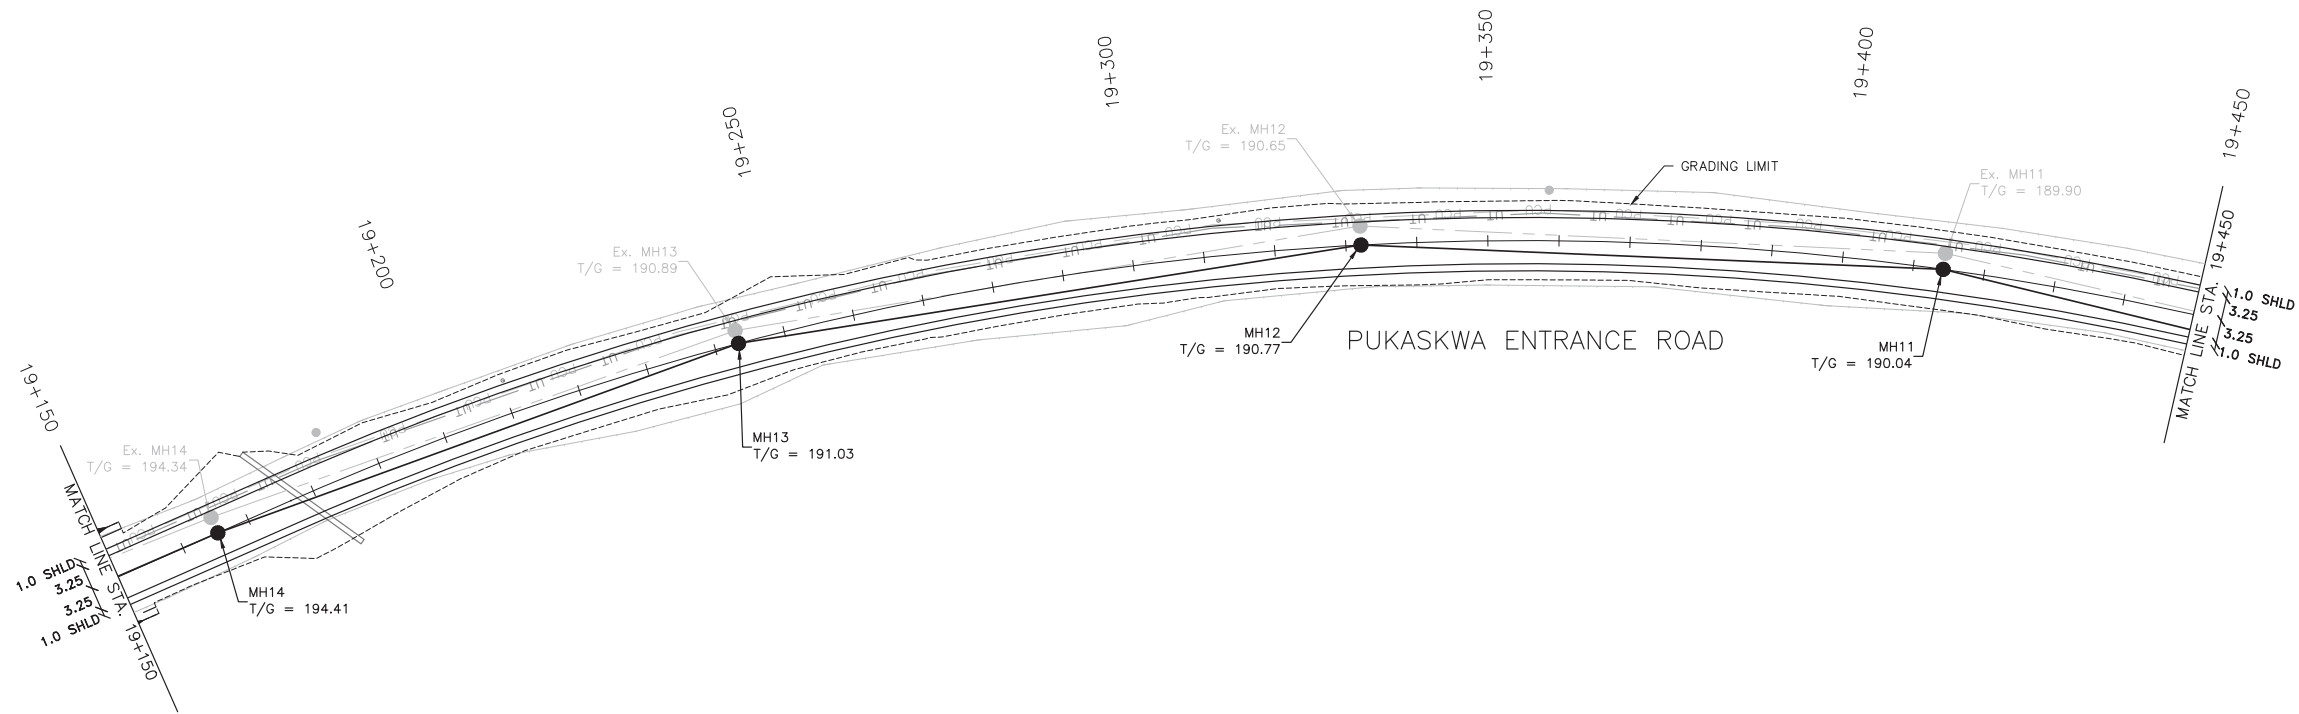 19+150
19+200
19+250
19+300
19+350
19+400
19+450
Ex. MH14
T/G = 194.34
Ex. MH13
T/G = 190.89
Ex. MH12
T/G = 190.65
GRADING LIMIT
Ex. MH11
T/G = 189.90
MH14
T/G = 194.41
MH13
T/G = 191.03
MH12
T/G = 190.77
PUKASKWA ENTRANCE ROAD
MH11
T/G = 190.04
MATCH LINE STA. 19+150
1.0 SHLD
3.25
3.25
1.0 SHLD
MATCH LINE STA. 19+450
1.0 SHLD
3.25
3.25
1.0 SHLD